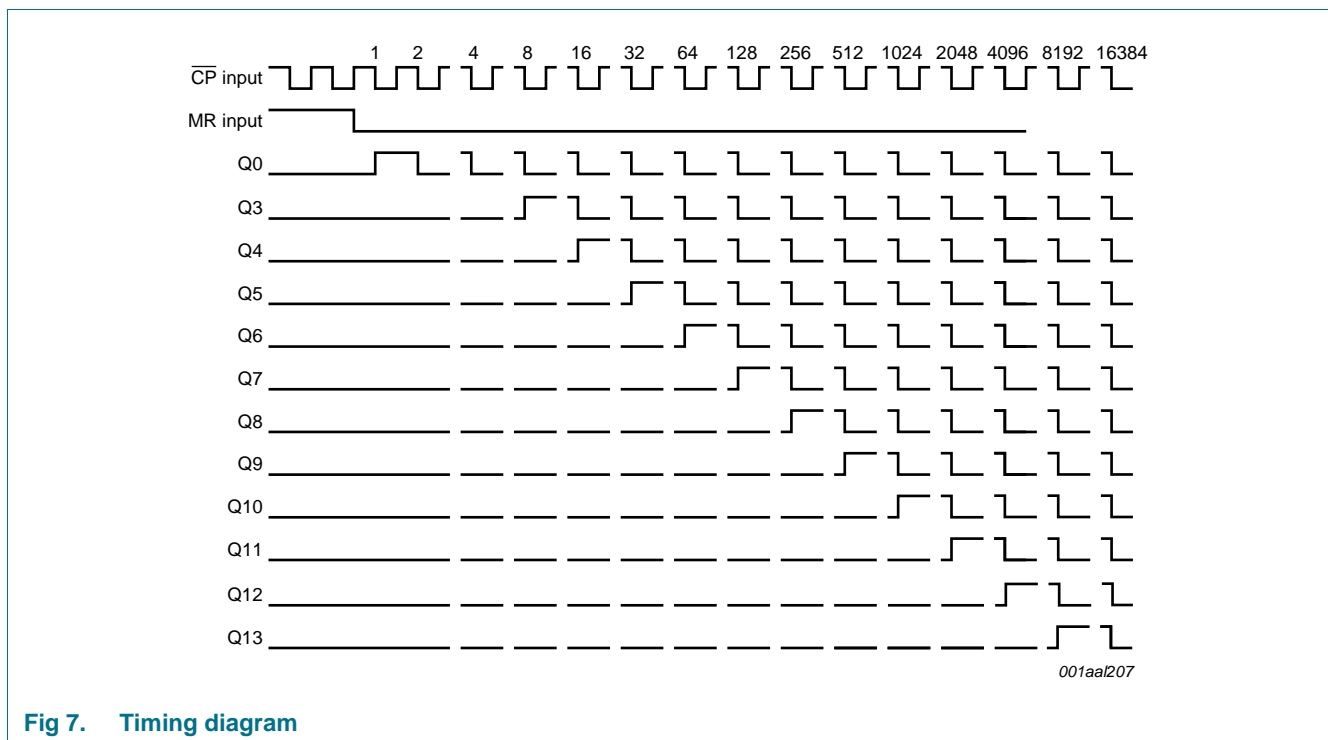 1 2 4 8 16 32 64 128 256 512 1024 2048 4096 8192 16384
C̅P̅ input
MR input
Q0
Q3
Q4
Q5
Q6
Q7
Q8
Q9
Q10
Q11
Q12
Q13
001aal207
Fig 7. Timing diagram